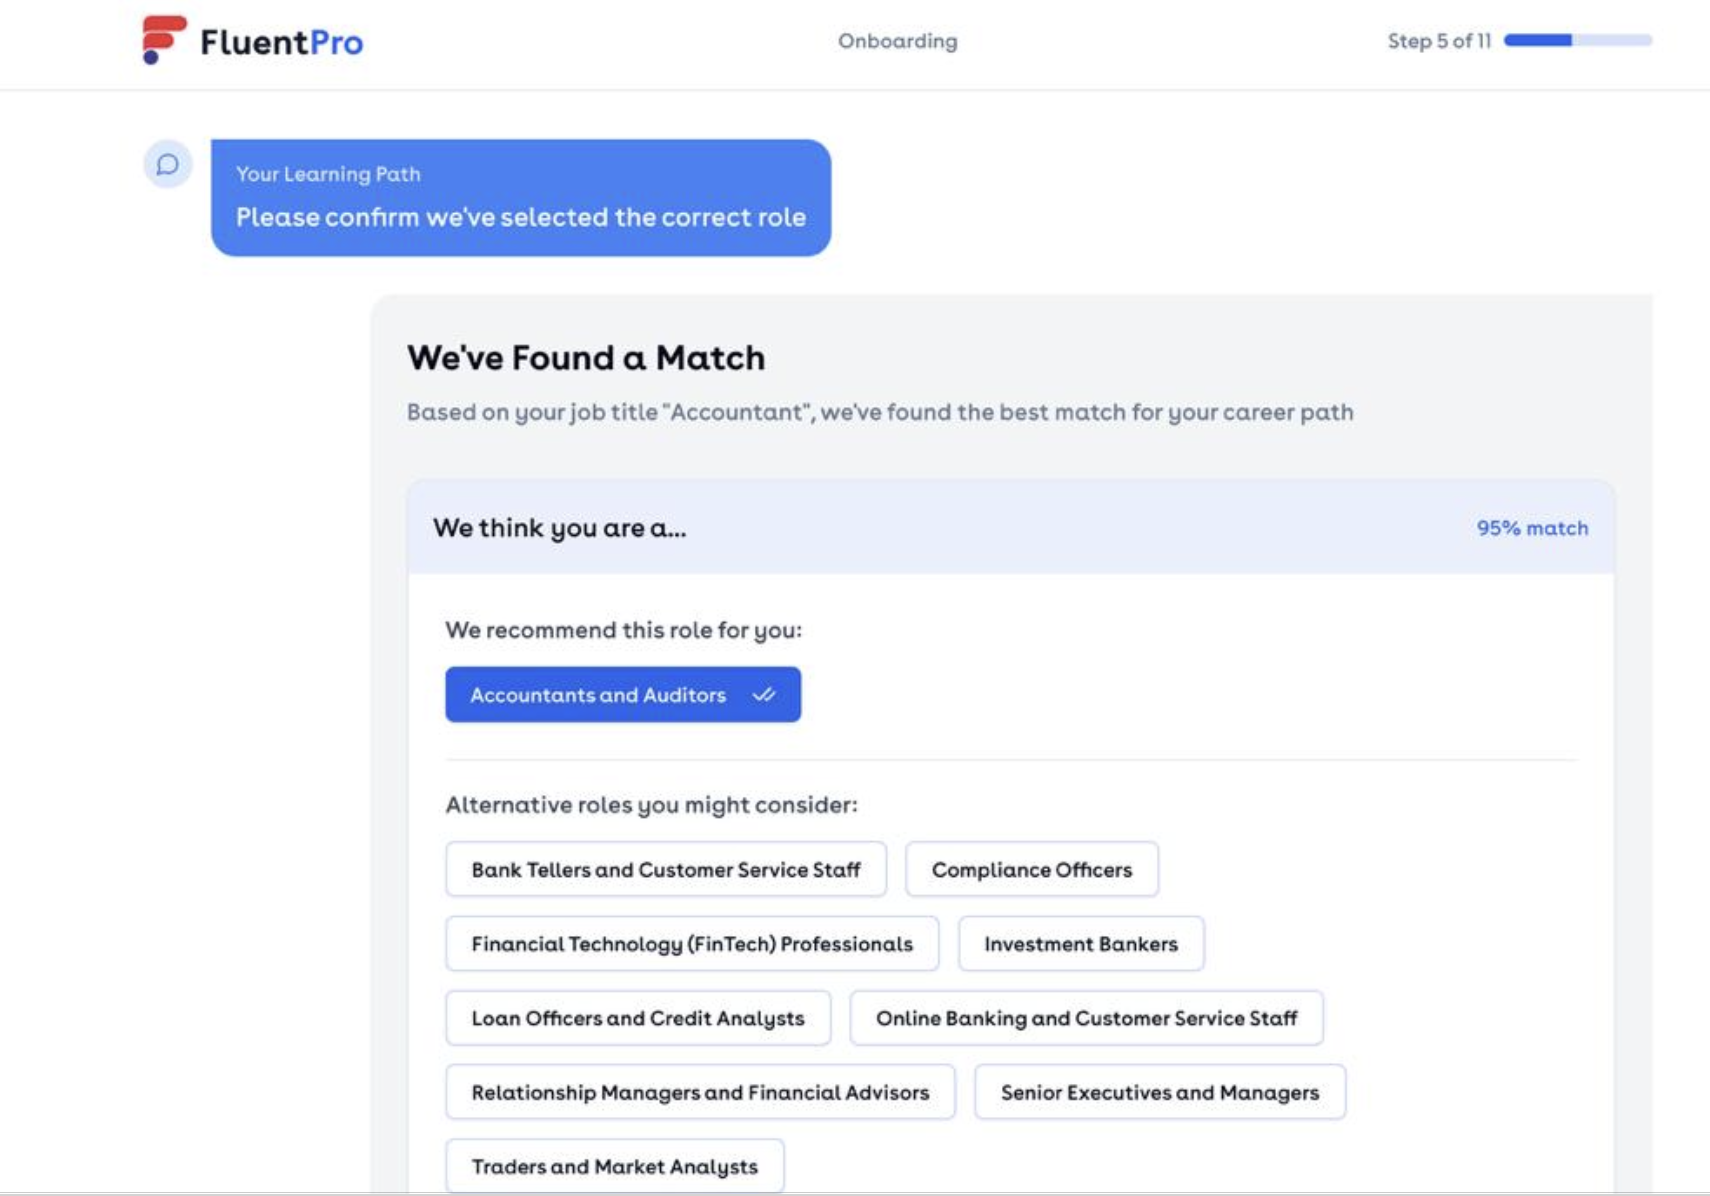 FluentPro
Onboarding
Step 5 of 11
Your Learning Path
Please confirm we've selected the correct role
We've Found a Match
Based on your job title "Accountant", we've found the best match for your career path
We think you are a...
95% match
We recommend this role for you:
Accountants and Auditors
Alternative roles you might consider:
Bank Tellers and Customer Service Staff
Compliance Officers
Financial Technology (FinTech) Professionals
Investment Bankers
Loan Officers and Credit Analysts
Online Banking and Customer Service Staff
Relationship Managers and Financial Advisors
Senior Executives and Managers
Traders and Market Analysts